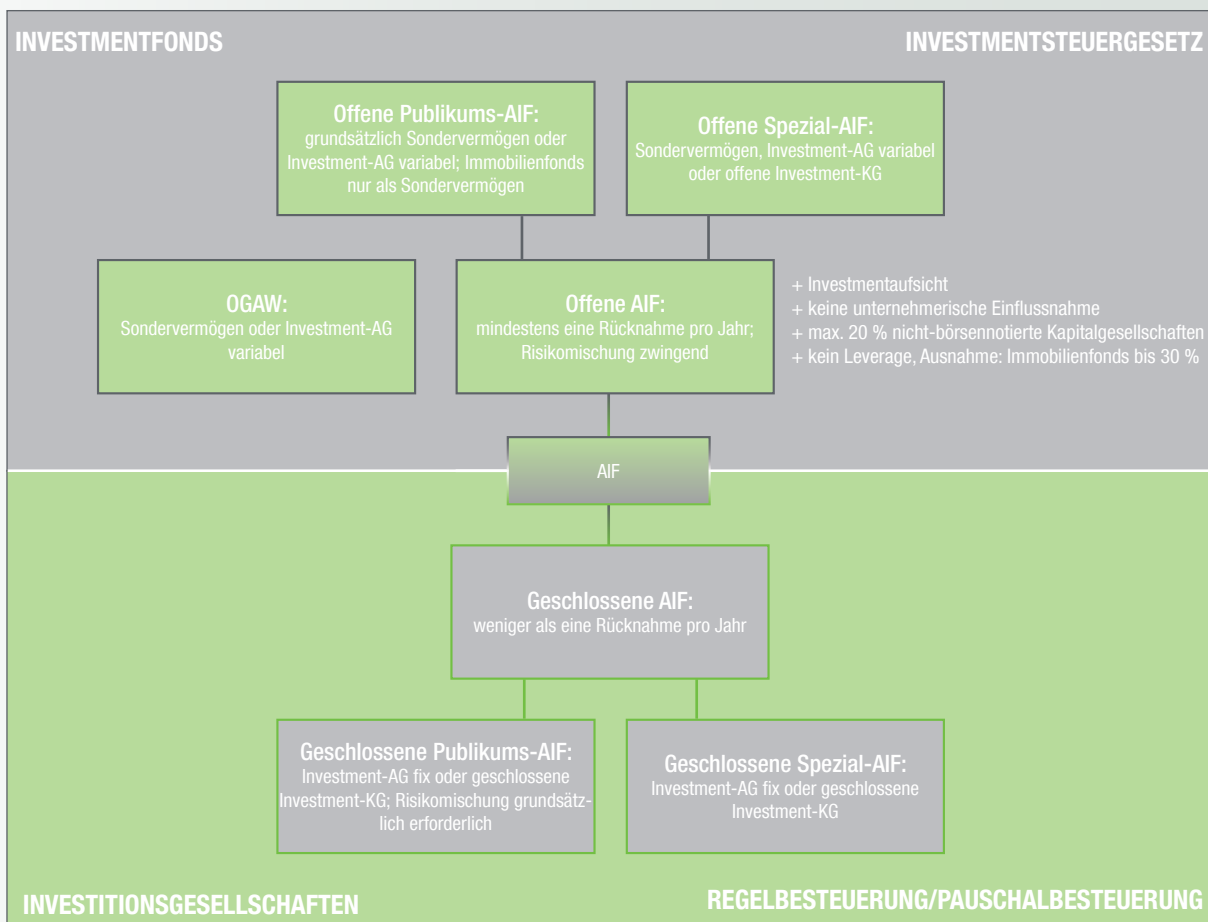 INVESTMENTFONDS
INVESTMENTSTEUERGESETZ
Offene Publikums-AIF:
grundsätzlich Sondervermögen oder
Investment-AG variabel; Immobilienfonds
nur als Sondervermögen
Offene Spezial-AIF:
Sondervermögen, Investment-AG variabel
oder offene Investment-KG
OGAW:
Sondervermögen oder Investment-AG
variabel
Offene AIF:
mindestens eine Rücknahme pro Jahr;
Risikomischung zwingend
+ Investmentaufsicht
+ keine unternehmerische Einflussnahme
+ max. 20 % nicht-börsennotierte Kapitalgesellschaften
+ kein Leverage, Ausnahme: Immobilienfonds bis 30 %
AIF
Geschlossene AIF:
weniger als eine Rücknahme pro Jahr
Geschlossene Publikums-AIF:
Investment-AG fix oder geschlossene
Investment-KG; Risikomischung grundsätz-
lich erforderlich
Geschlossene Spezial-AIF:
Investment-AG fix oder geschlossene
Investment-KG
INVESTITIONSGESELLSCHAFTEN
REGELBESTEUERUNG/PAUSCHALBESTEUERUNG